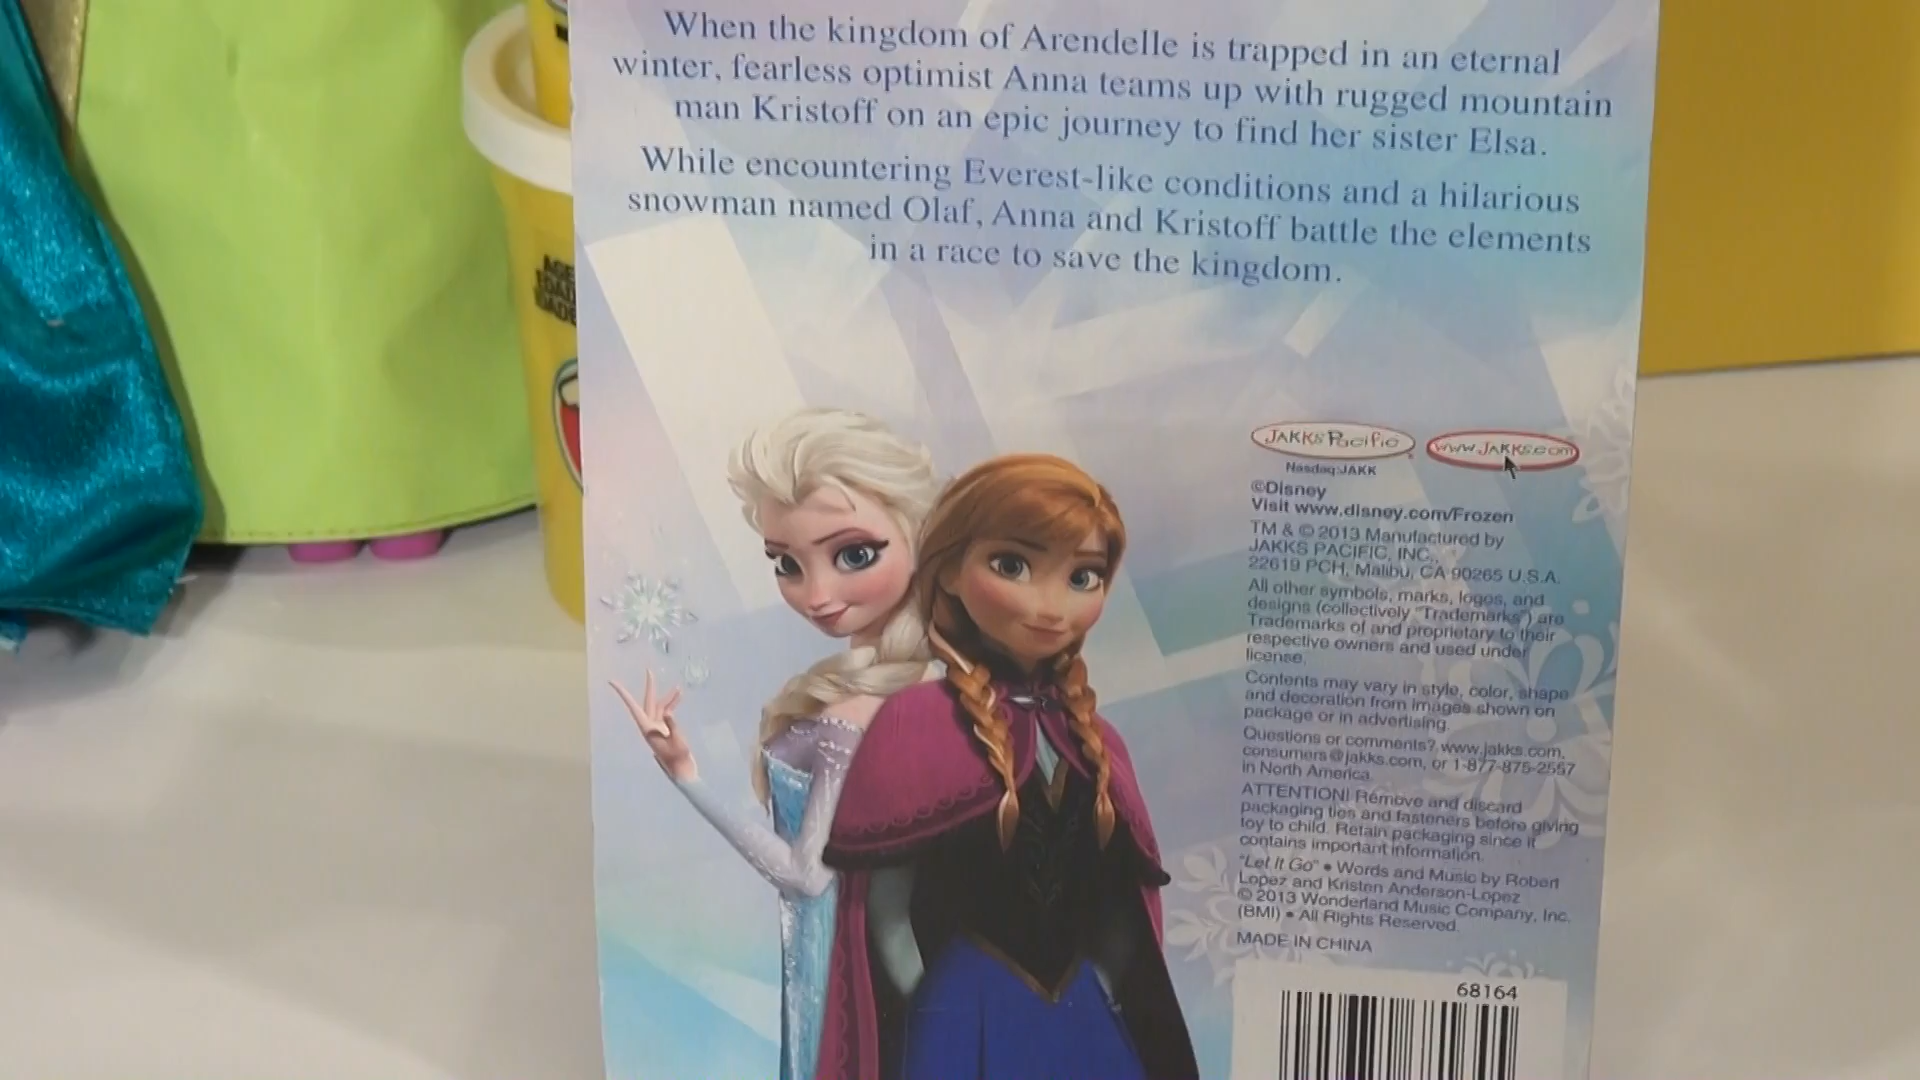 When the kingdom of Arendelle is trapped in an eternal
winter, fearless optimist Anna teams up with rugged mountain
man Kristoff on an epic journey to find her sister Elsa.
While encountering Everest-like conditions and a hilarious
snowman named Olaf, Anna and Kristoff battle the elements
in a race to save the kingdom.
JAKKS Pacific
www.JAKKS.com
Nasdaq:JAKK
©Disney
Visit www.disney.com/Frozen
TM & © 2013 Manufactured by
JAKKS PACIFIC, INC.,
22619 PCH, Malibu, CA 90265 U.S.A.
All other symbols, marks, logos, and
designs (collectively "Trademarks") are
Trademarks of and proprietary to their
respective owners and used under
license.
Contents may vary in style, color, shape
and decoration from images shown on
package or in advertising.
Questions or comments? www.jakks.com,
consumers@jakks.com, or 1-877-875-2557
in North America.
ATTENTION! Remove and discard
packaging ties and fasteners before giving
toy to child. Retain packaging since it
contains important information.
"Let It Go" • Words and Music by Robert
Lopez and Kristen Anderson-Lopez
© 2013 Wonderland Music Company, Inc.
(BMI) • All Rights Reserved.
MADE IN CHINA
68164